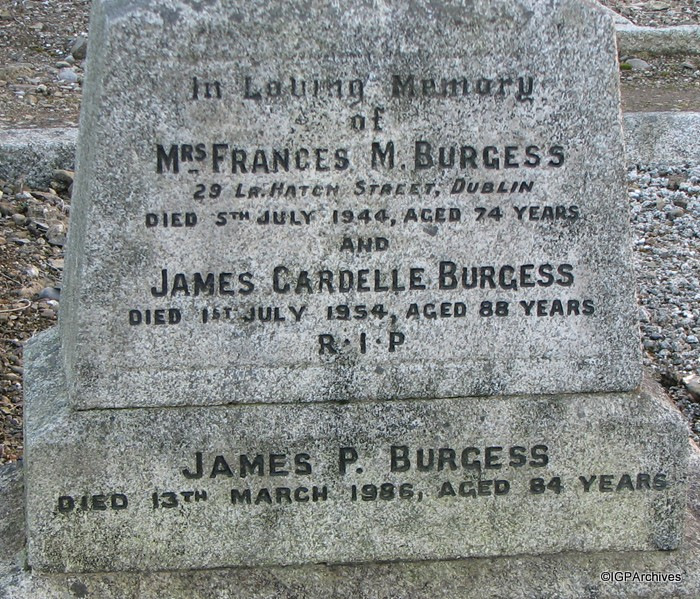 In Loving Memory
of
MRS FRANCES M. BURGESS
29 LR. HATCH STREET, DUBLIN
DIED 5TH JULY 1944, AGED 74 YEARS
AND
JAMES CARDELLE BURGESS
DIED 1ST JULY 1954, AGED 88 YEARS
R·I·P
JAMES P. BURGESS
DIED 13TH MARCH 1986, AGED 84 YEARS
©IGPArchives